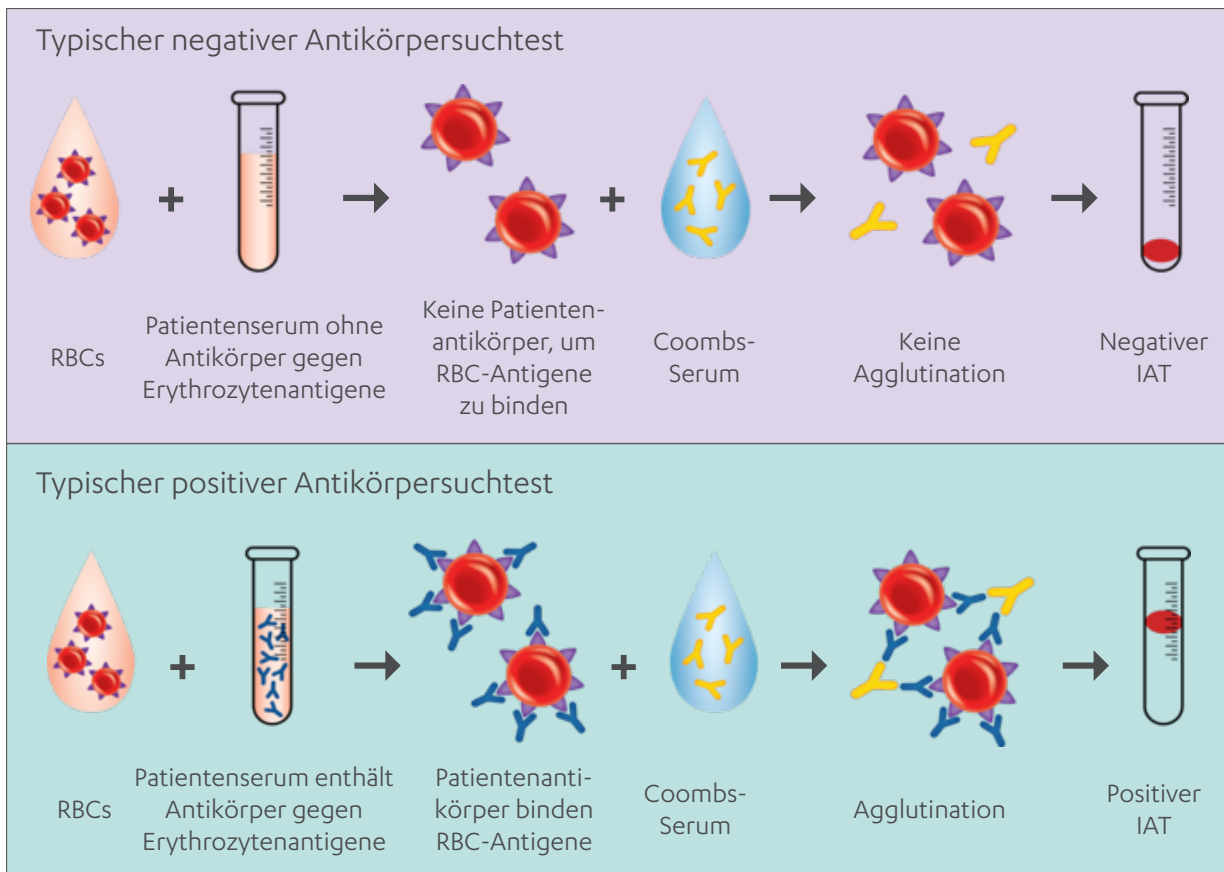 Typischer negativer Antikörpersuchtest
RBCs
Patientenserum ohne
Antikörper gegen
Erythrozytenantigene
Keine Patienten-
antikörper, um
RBC-Antigene
zu binden
Coombs-
Serum
Keine
Agglutination
Negativer
IAT
Typischer positiver Antikörpersuchtest
RBCs
Patientenserum enthält
Antikörper gegen
Erythrozytenantigene
Patientenanti-
körper binden
RBC-Antigene
Coombs-
Serum
Agglutination
Positiver
IAT